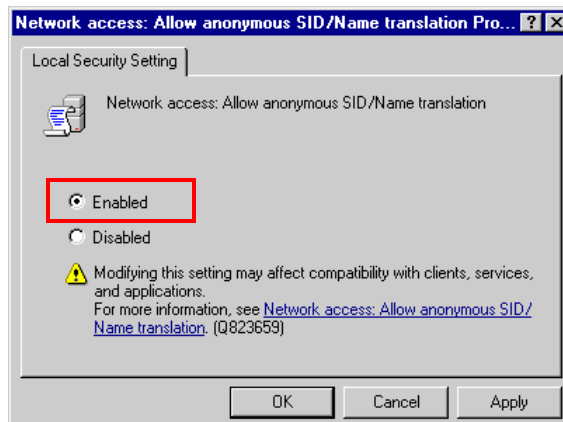 Network access: Allow anonymous SID/Name translation Pro...
Local Security Setting
Network access: Allow anonymous SID/Name translation
Enabled
Disabled
Modifying this setting may affect compatibility with clients, services,
and applications.
For more information, see Network access: Allow anonymous SID/
Name translation. (Q823659)
OK Cancel Apply